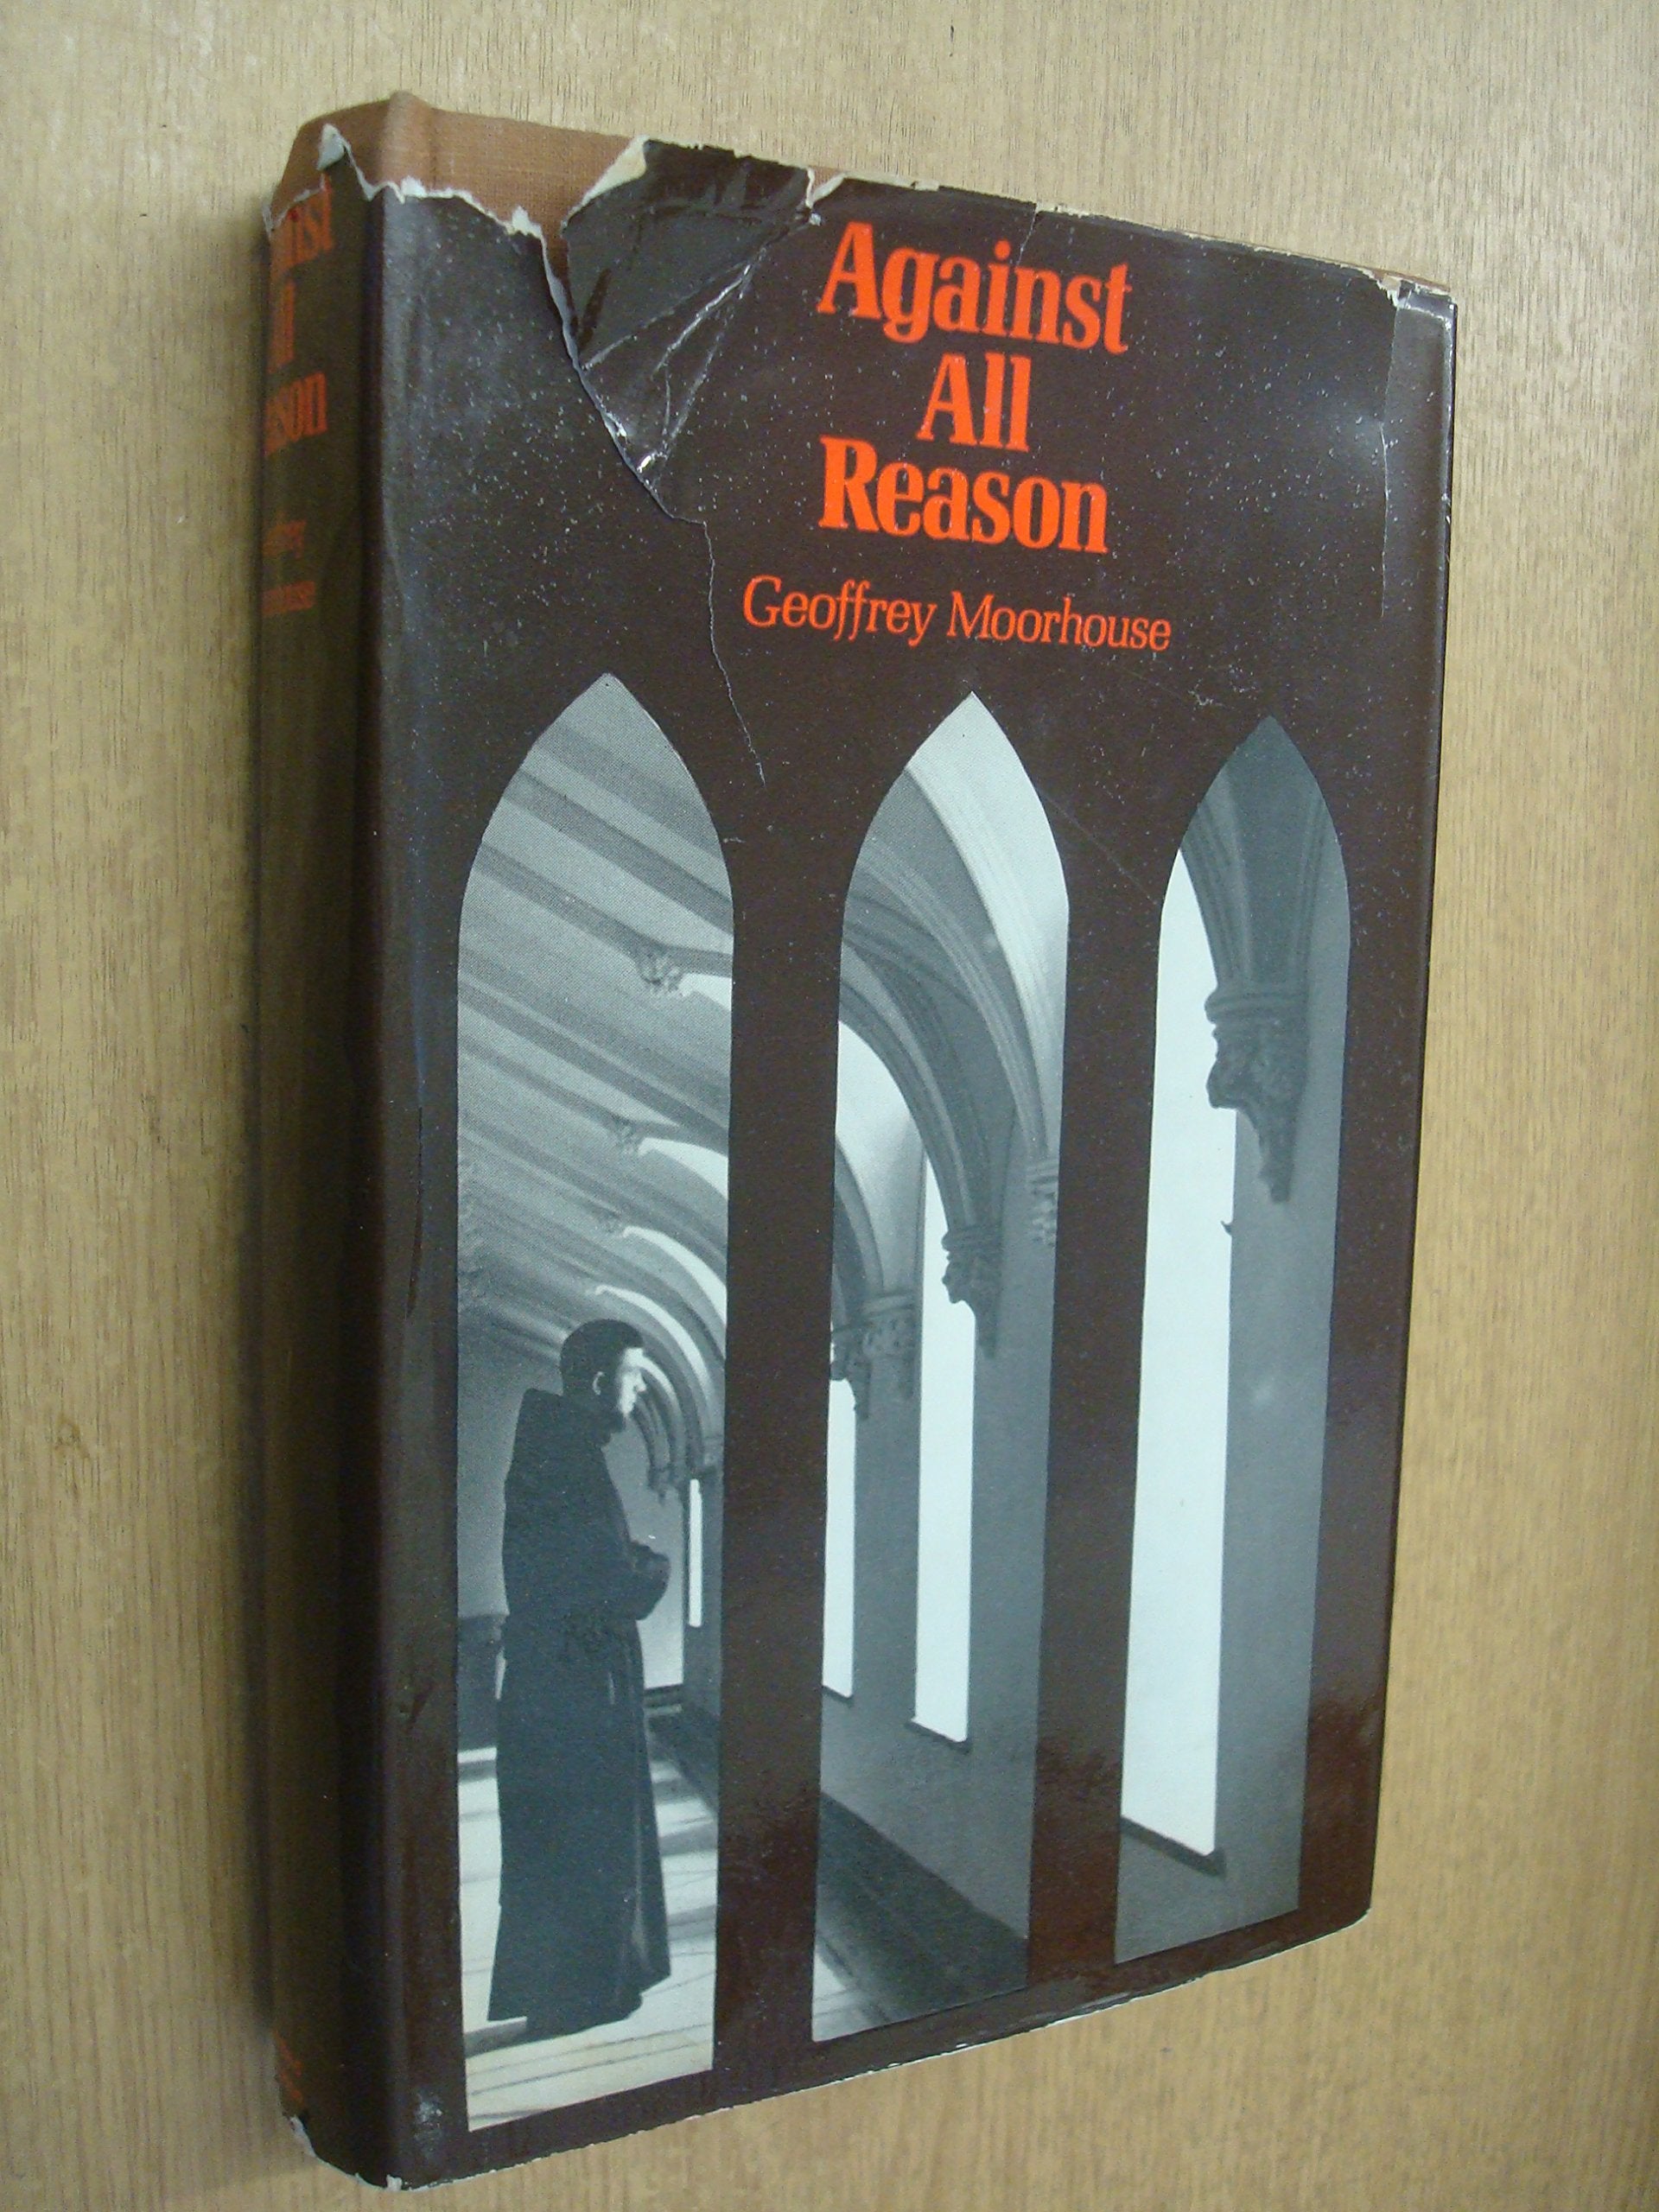 Against
All
Reason
Geoffrey Moorhouse